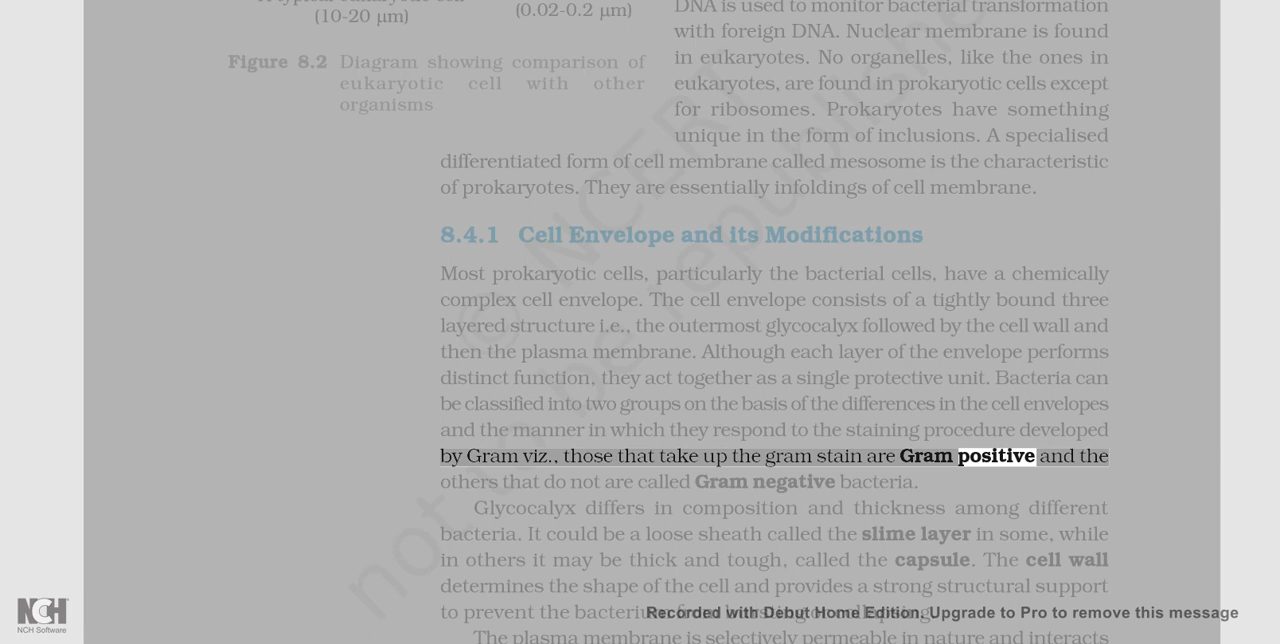 (10-20 µm)
(0.02-0.2 µm)
Figure 8.2 Diagram showing comparison of
eukaryotic cell with other
organisms
DNA is used to monitor bacterial transformation
with foreign DNA. Nuclear membrane is found
in eukaryotes. No organelles, like the ones in
eukaryotes, are found in prokaryotic cells except
for ribosomes. Prokaryotes have something
unique in the form of inclusions. A specialised
differentiated form of cell membrane called mesosome is the characteristic
of prokaryotes. They are essentially infoldings of cell membrane.
8.4.1 Cell Envelope and its Modifications
Most prokaryotic cells, particularly the bacterial cells, have a chemically
complex cell envelope. The cell envelope consists of a tightly bound three
layered structure i.e., the outermost glycocalyx followed by the cell wall and
then the plasma membrane. Although each layer of the envelope performs
distinct function, they act together as a single protective unit. Bacteria can
be classified into two groups on the basis of the differences in the cell envelopes
and the manner in which they respond to the staining procedure developed
by Gram viz., those that take up the gram stain are Gram positive and the
others that do not are called Gram negative bacteria.
Glycocalyx differs in composition and thickness among different
bacteria. It could be a loose sheath called the slime layer in some, while
in others it may be thick and tough, called the capsule. The cell wall
determines the shape of the cell and provides a strong structural support
to prevent the bacterium
The plasma membrane is selectively permeable in nature and interacts
© NCERT
not to be republished
NCH
NCH Software
Recorded with Debut Home Edition. Upgrade to Pro to remove this message